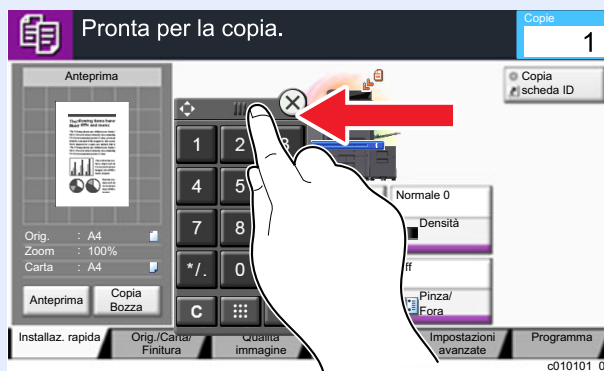 Pronta per la copia.
Copie
1
Anteprima
Copia
scheda ID
1 2 3
4 5
7 8
*/. 0
C
Normale 0
Densità
Orig. : A4
Zoom : 100%
Carta : A4
Pinza/
Fora
Anteprima
Copia
Bozza
Installaz. rapida
Orig./Carta/
Finitura
Qualità
immagine
Impostazioni
avanzate
Programma
c010101_0